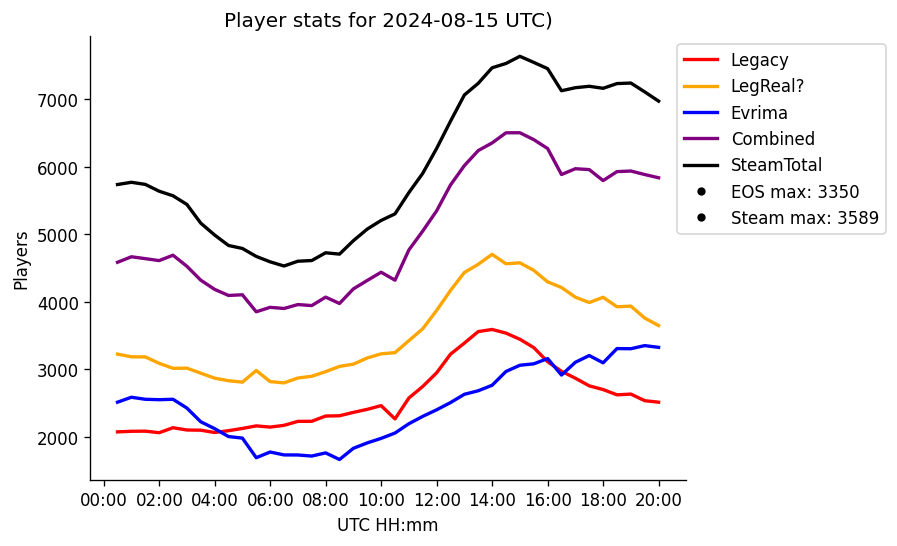 Player stats for 2024-08-15 UTC)
Legacy
LegReal?
Evrima
Combined
SteamTotal
EOS max: 3350
Steam max: 3589
Players
7000
6000
5000
4000
3000
2000
00:00 02:00 04:00 06:00 08:00 10:00 12:00 14:00 16:00 18:00 20:00
UTC HH:mm